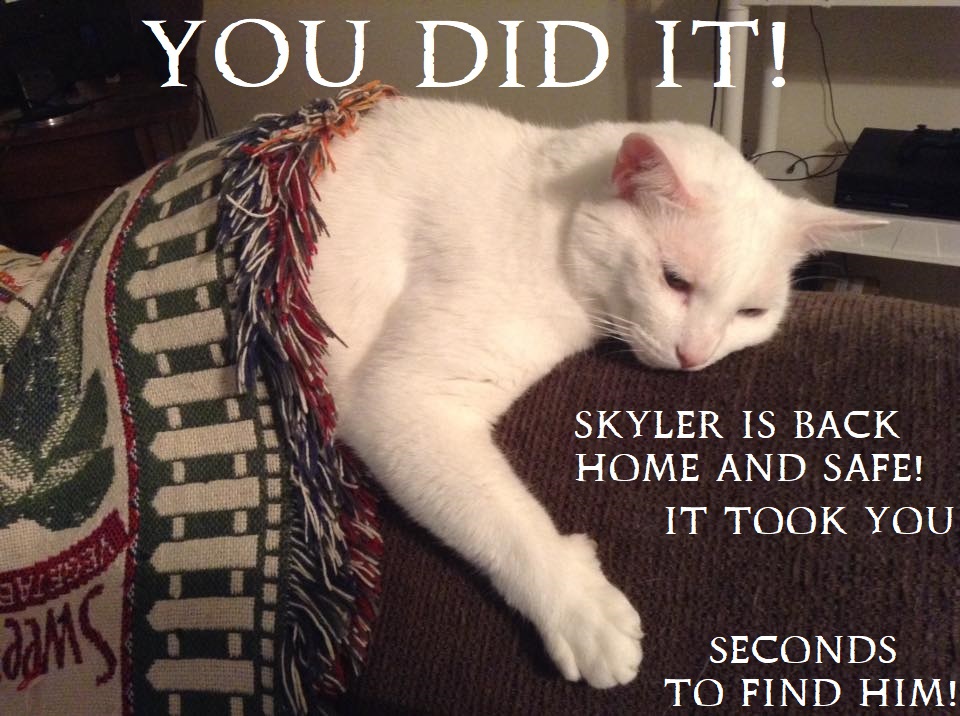 YOU DID IT!
SKYLER IS BACK
HOME AND SAFE!
IT TOOK YOU
SECONDS
TO FIND HIM!